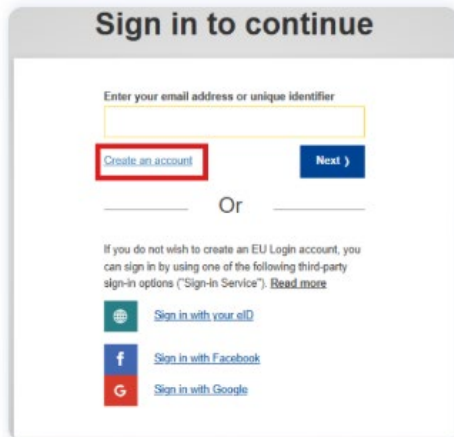 Sign in to continue
Enter your email address or unique identifier
Create an account
Next ⟩
Or
If you do not wish to create an EU Login account, you
can sign in by using one of the following third-party
sign-in options ("Sign-in Service"). Read more
Sign in with your eID
f
Sign in with Facebook
G
Sign in with Google